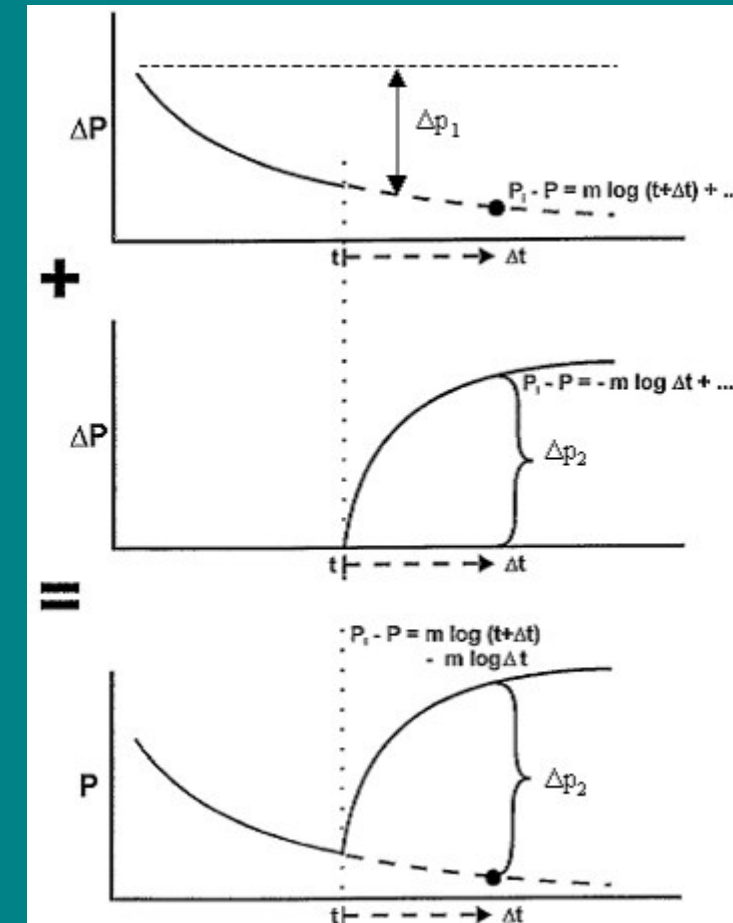 ΔP
Δp₁
Pᵢ - P = m log (t+Δt) + ...
t
Δt
+
ΔP
Pᵢ - P = - m log Δt + ...
Δp₂
t
Δt
=
Pᵢ - P = m log (t+Δt)
- m log Δt
P
Δp₂
t
Δt